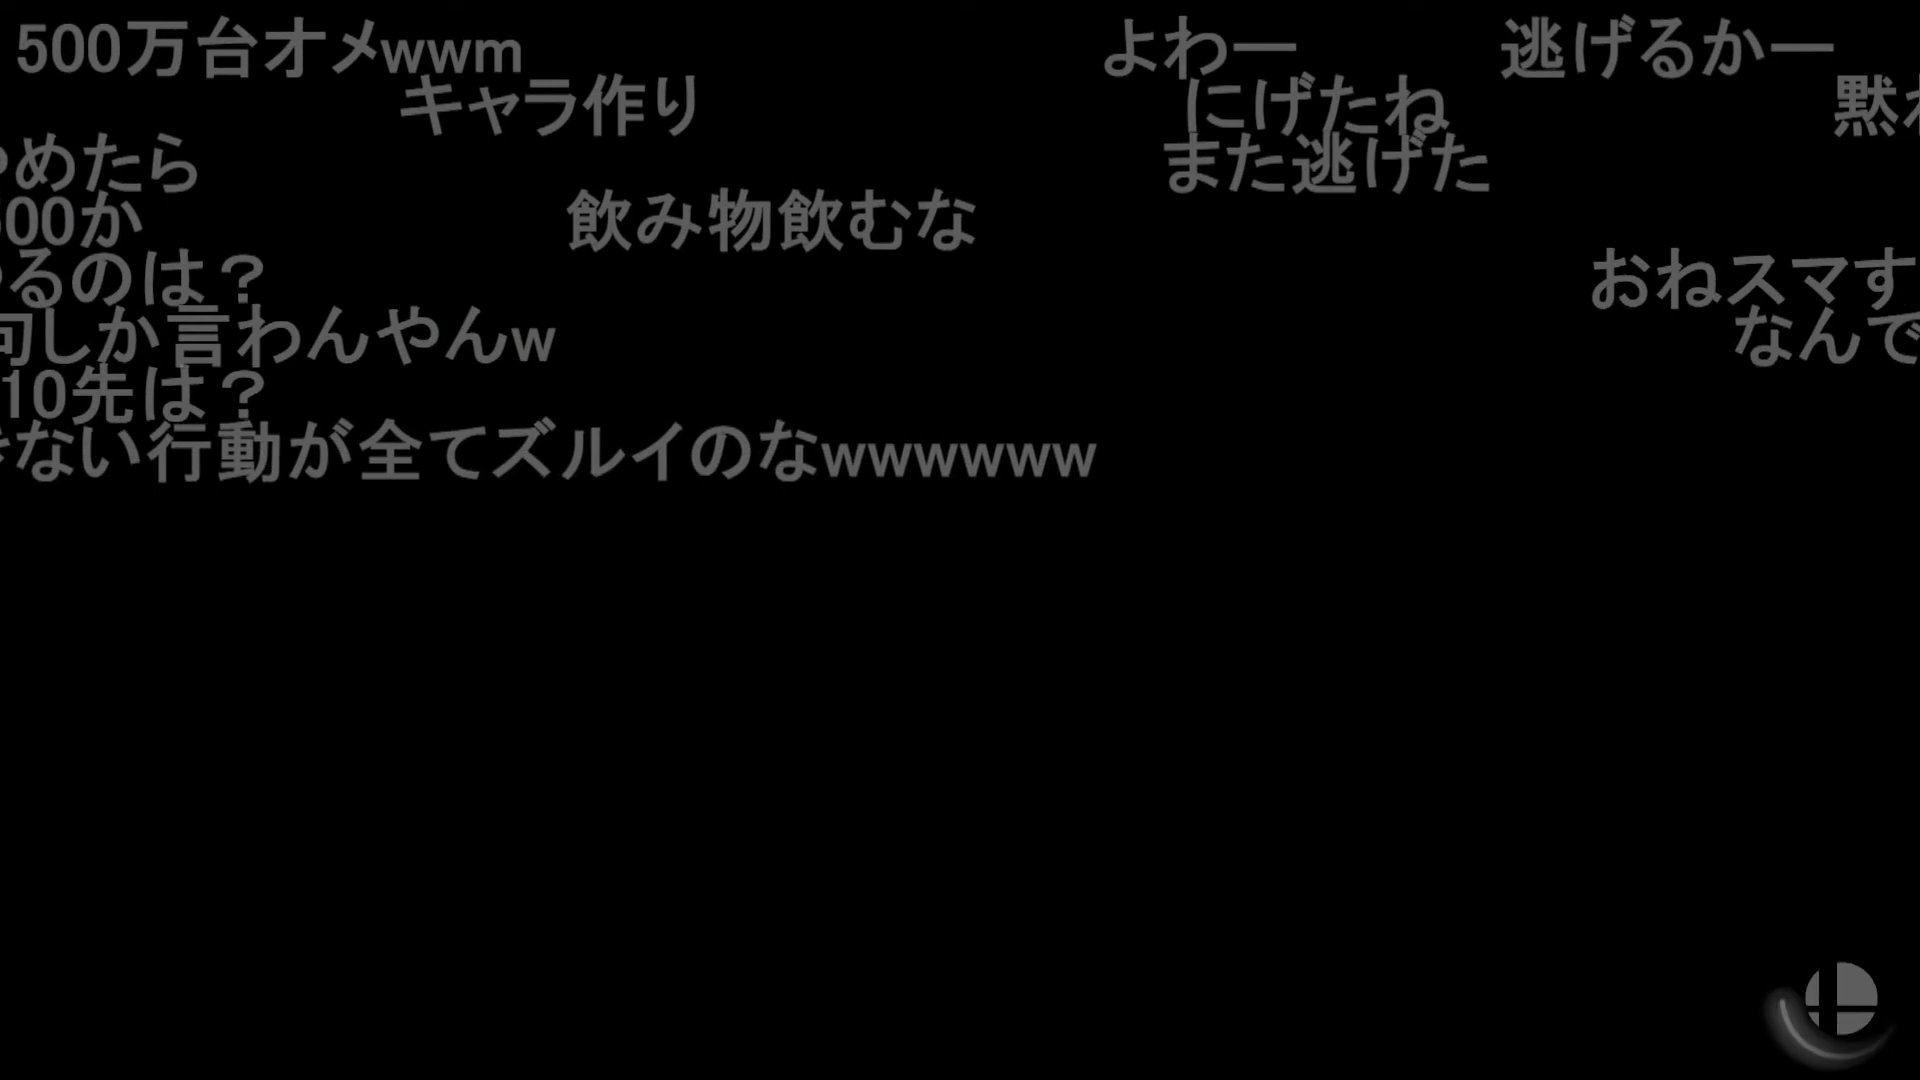 500万台オメwwm
よわー
逃げるかー
キャラ作り
にげたね
黙
めたら
また逃げた
00か
飲み物飲むな
るのは？
おねスマす
しか言わんやんw
なんで
10先は？
ない行動が全てズルイのなwwwwww